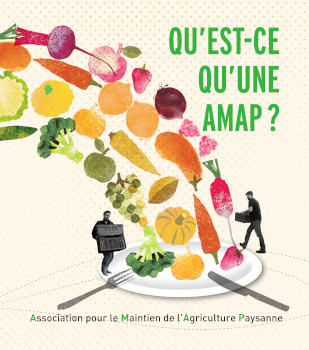 QU'EST-CE
QU'UNE
AMAP ?
Association pour le Maintien de l'Agriculture Paysanne